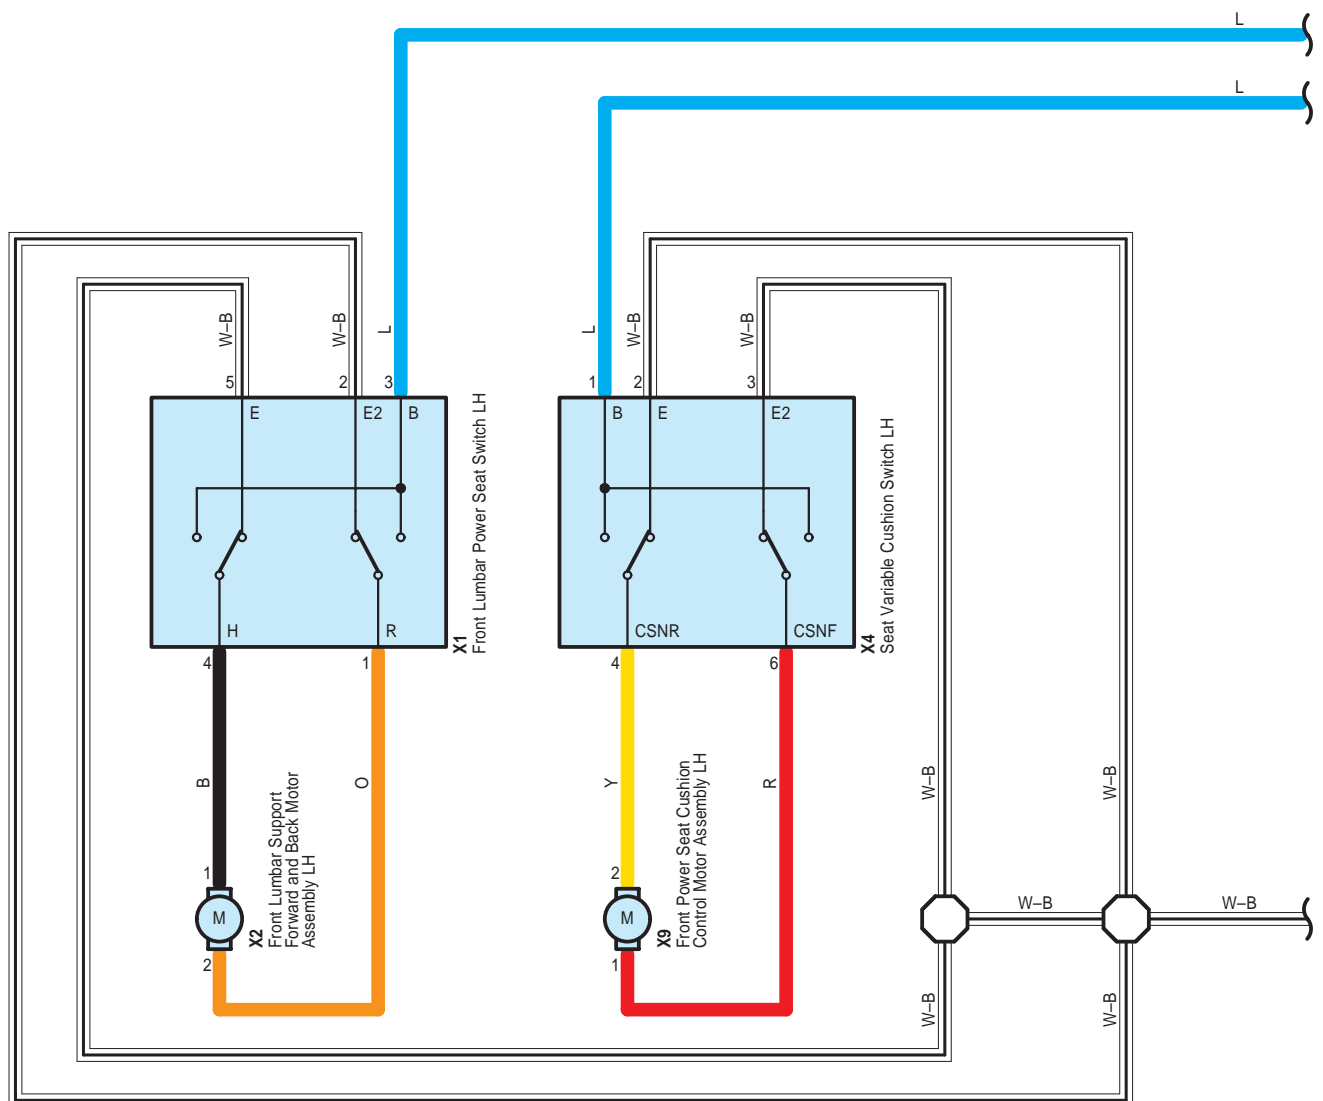 L
L
W–B
W–B
L
L
W–B
W–B
5
2
3
1
2
3
E
E2
B
B
E
E2
X1
Front Lumbar Power Seat Switch LH
X4
Seat Variable Cushion Switch LH
H
R
CSNR
CSNF
4
1
4
6
B
O
Y
R
W–B
W–B
1
2
M
M
X2
Front Lumbar Support
Forward and Back Motor
Assembly LH
X9
Front Power Seat Cushion
Control Motor Assembly LH
W–B
W–B
2
1
W–B
W–B